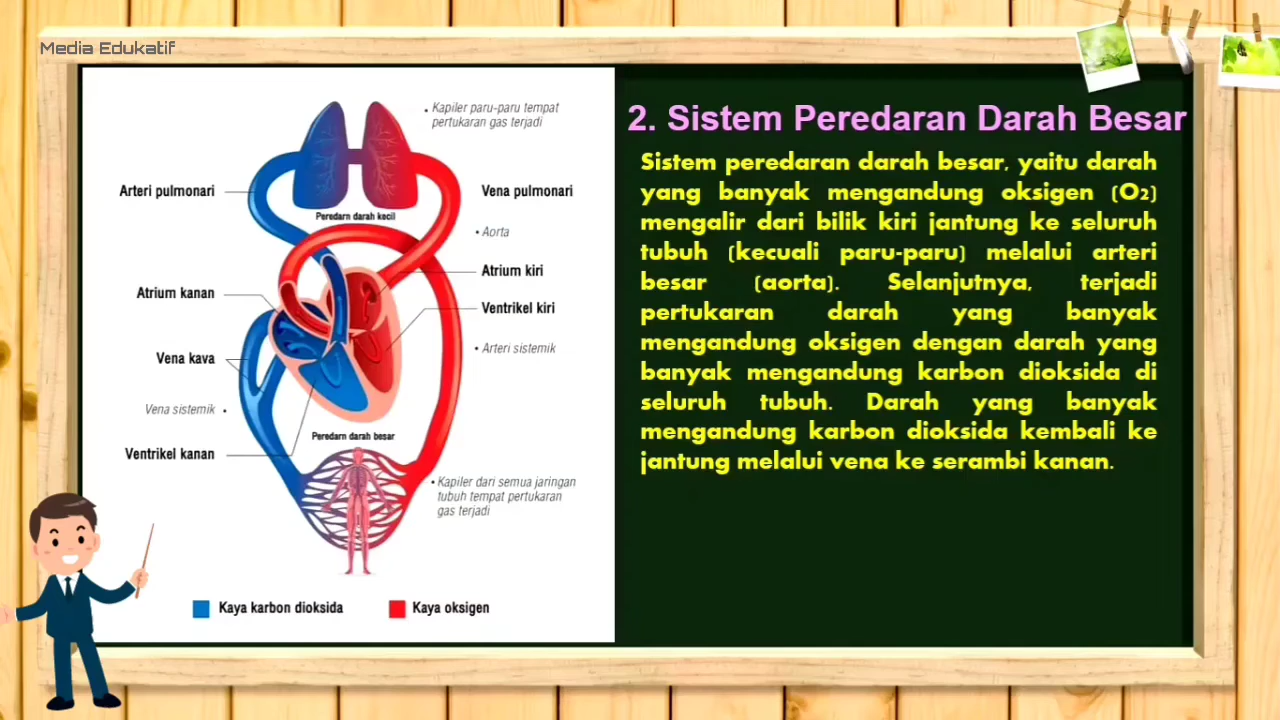 Media Edukatif
Kapiler paru-paru tempat
pertukaran gas terjadi
Arteri pulmonari
Vena pulmonari
Peredarn darah kecil
Aorta
Atrium kiri
Atrium kanan
Ventrikel kiri
Arteri sistemik
Vena kava
Vena sistemik
Peredarn darah besar
Ventrikel kanan
Kapiler dari semua jaringan
tubuh tempat pertukaran
gas terjadi
Kaya karbon dioksida
Kaya oksigen
2. Sistem Peredaran Darah Besar
Sistem peredaran darah besar, yaitu darah
yang banyak mengandung oksigen (O₂)
mengalir dari bilik kiri jantung ke seluruh
tubuh (kecuali paru-paru) melalui arteri
besar (aorta). Selanjutnya, terjadi
pertukaran darah yang banyak
mengandung oksigen dengan darah yang
banyak mengandung karbon dioksida di
seluruh tubuh. Darah yang banyak
mengandung karbon dioksida kembali ke
jantung melalui vena ke serambi kanan.